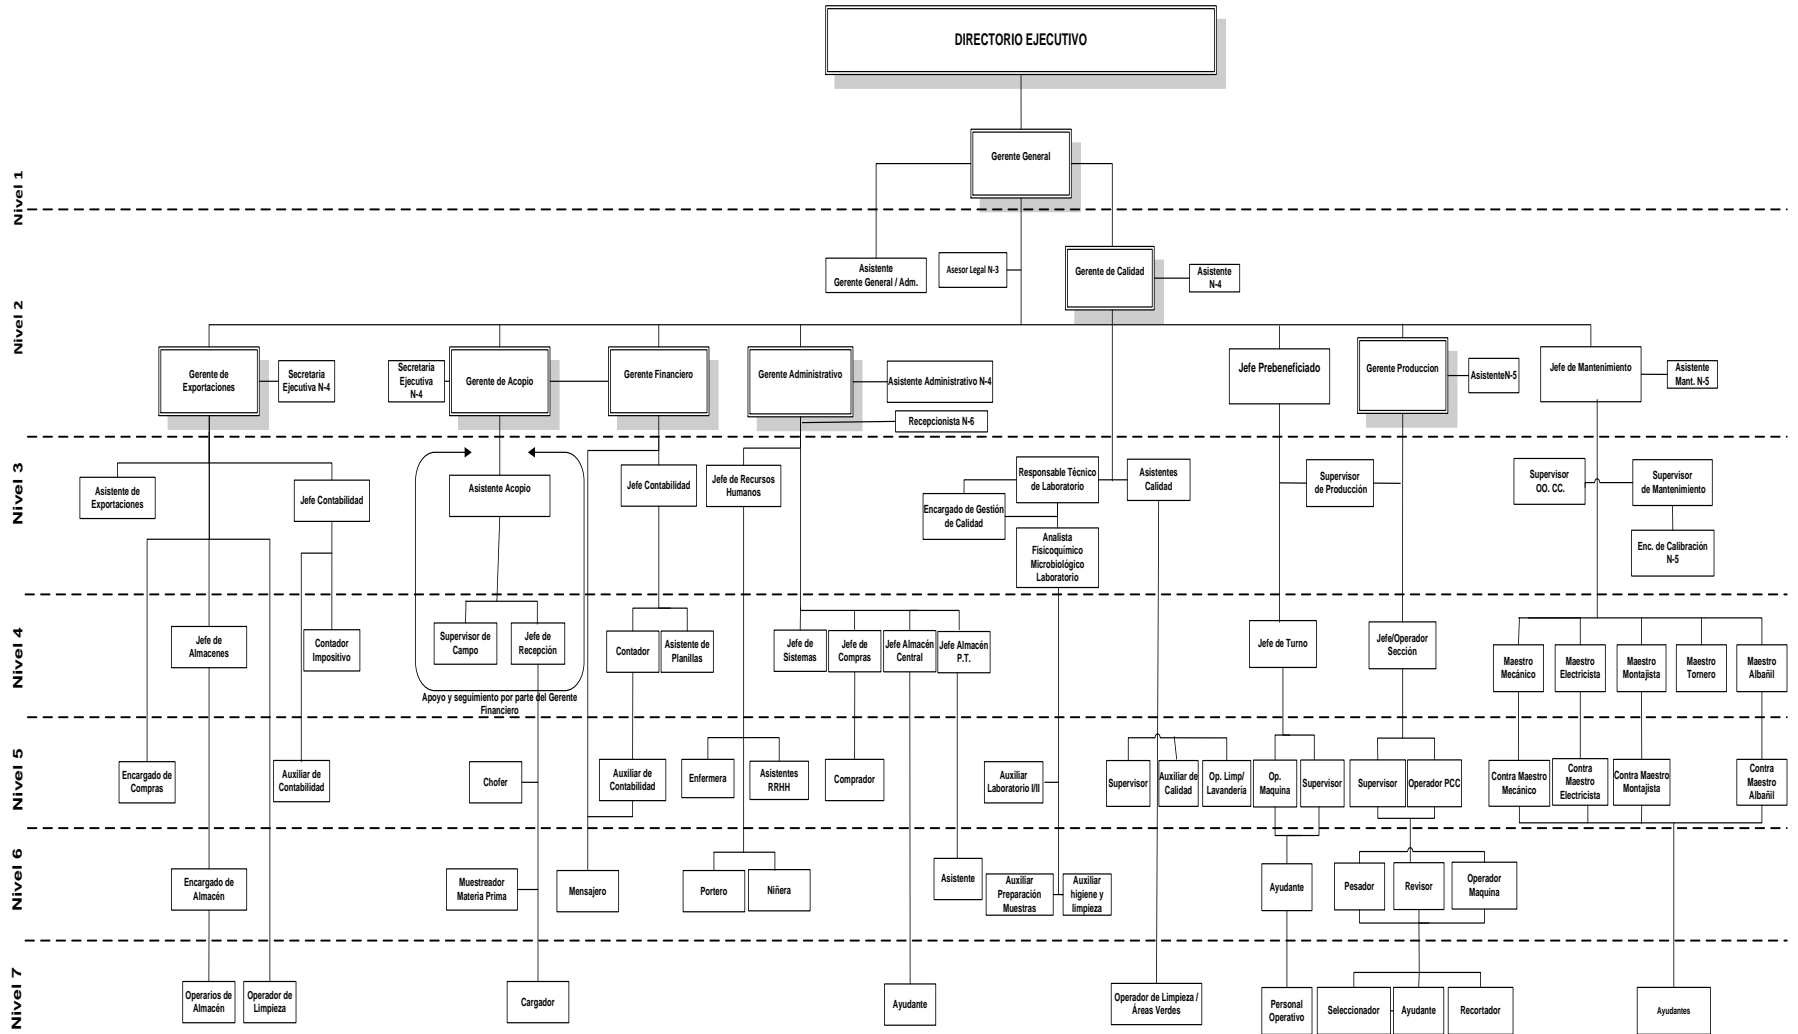 DIRECTORIO EJECUTIVO
Nivel 1
Gerente General
Nivel 2
Asistente
Gerente General / Adm.
Asesor Legal N-3
Gerente de Calidad
Asistente
N-4
Gerente de
Exportaciones
Secretaria
Ejecutiva N-4
Secretaria
Ejecutiva
N-4
Gerente de Acopio
Gerente Financiero
Gerente Administrativo
Asistente Administrativo N-4
Recepcionista N-6
Jefe Prebeneficiado
Gerente Produccion
AsistenteN-5
Jefe de Mantenimiento
Asistente
Mant. N-5
Nivel 3
Asistente de
Exportaciones
Jefe Contabilidad
Asistente Acopio
Jefe Contabilidad
Jefe de Recursos
Humanos
Responsable Técnico
de Laboratorio
Asistentes
Calidad
Encargado de Gestión
de Calidad
Analista
Fisicoquímico
Microbiológico
Laboratorio
Supervisor
de Producción
Supervisor
OO. CC.
Supervisor
de Mantenimiento
Enc. de Calibración
N-5
Nivel 4
Jefe de
Almacenes
Contador
Impositivo
Supervisor de
Campo
Jefe de
Recepción
Apoyo y seguimiento por parte del Gerente
Financiero
Contador
Asistente de
Planillas
Jefe de
Sistemas
Jefe de
Compras
Jefe Almacén
Central
Jefe Almacén
P.T.
Jefe de Turno
Jefe/Operador
Sección
Maestro
Mecánico
Maestro
Electricista
Maestro
Montajista
Maestro
Tornero
Maestro
Albañil
Nivel 5
Encargado de
Compras
Auxiliar de
Contabilidad
Chofer
Auxiliar de
Contabilidad
Enfermera
Asistentes
RRHH
Comprador
Auxiliar
Laboratorio I/II
Supervisor
Auxiliar de
Calidad
Op. Limp/
Lavandería
Op.
Maquina
Supervisor
Supervisor
Operador PCC
Contra Maestro
Mecánico
Contra
Maestro
Electricista
Contra Maestro
Montajista
Contra
Maestro
Albañil
Nivel 6
Encargado de
Almacén
Muestreador
Materia Prima
Mensajero
Portero
Niñera
Asistente
Auxiliar
Preparación
Muestras
Auxiliar
higiene y
limpieza
Ayudante
Pesador
Revisor
Operador
Maquina
Nivel 7
Operarios de
Almacén
Operador de
Limpieza
Cargador
Ayudante
Operador de Limpieza /
Áreas Verdes
Personal
Operativo
Seleccionador
Ayudante
Recortador
Ayudantes